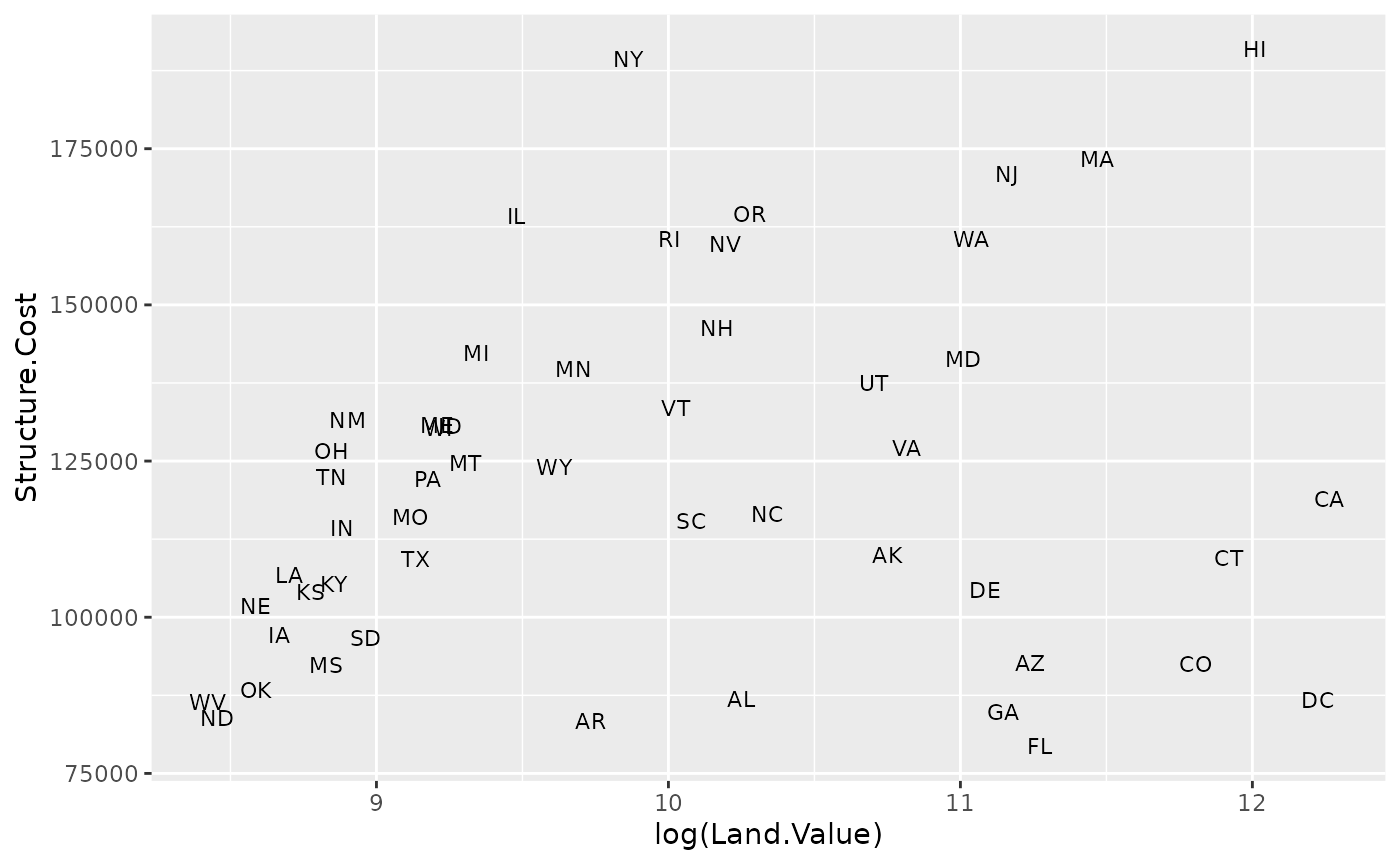 NY
HI
175000
MA
NJ
IL
OR
RI
NV
WA
Structure.Cost
150000
NH
MI
MD
MN
UT
VT
NM
ME
WI
ID
OH
VA
125000
MT
WY
TN
PA
CA
MO
SC
NC
IN
TX
AK
CT
LA
KS
KY
DE
100000
NE
IA
SD
MS
AZ
CO
OK
WV
AL
DC
ND
AR
GA
FL
75000
9
10
11
12
log(Land.Value)